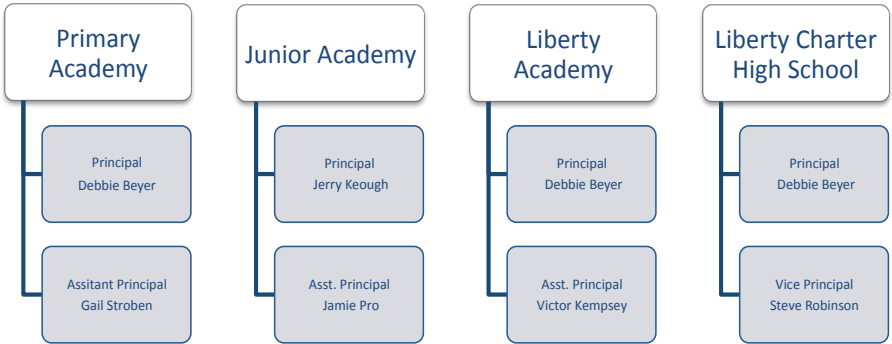 Primary
Academy
Principal
Debbie Beyer
Assitant Principal
Gail Stroben
Junior Academy
Principal
Jerry Keough
Asst. Principal
Jamie Pro
Liberty
Academy
Principal
Debbie Beyer
Asst. Principal
Victor Kempsey
Liberty Charter
High School
Principal
Debbie Beyer
Vice Principal
Steve Robinson